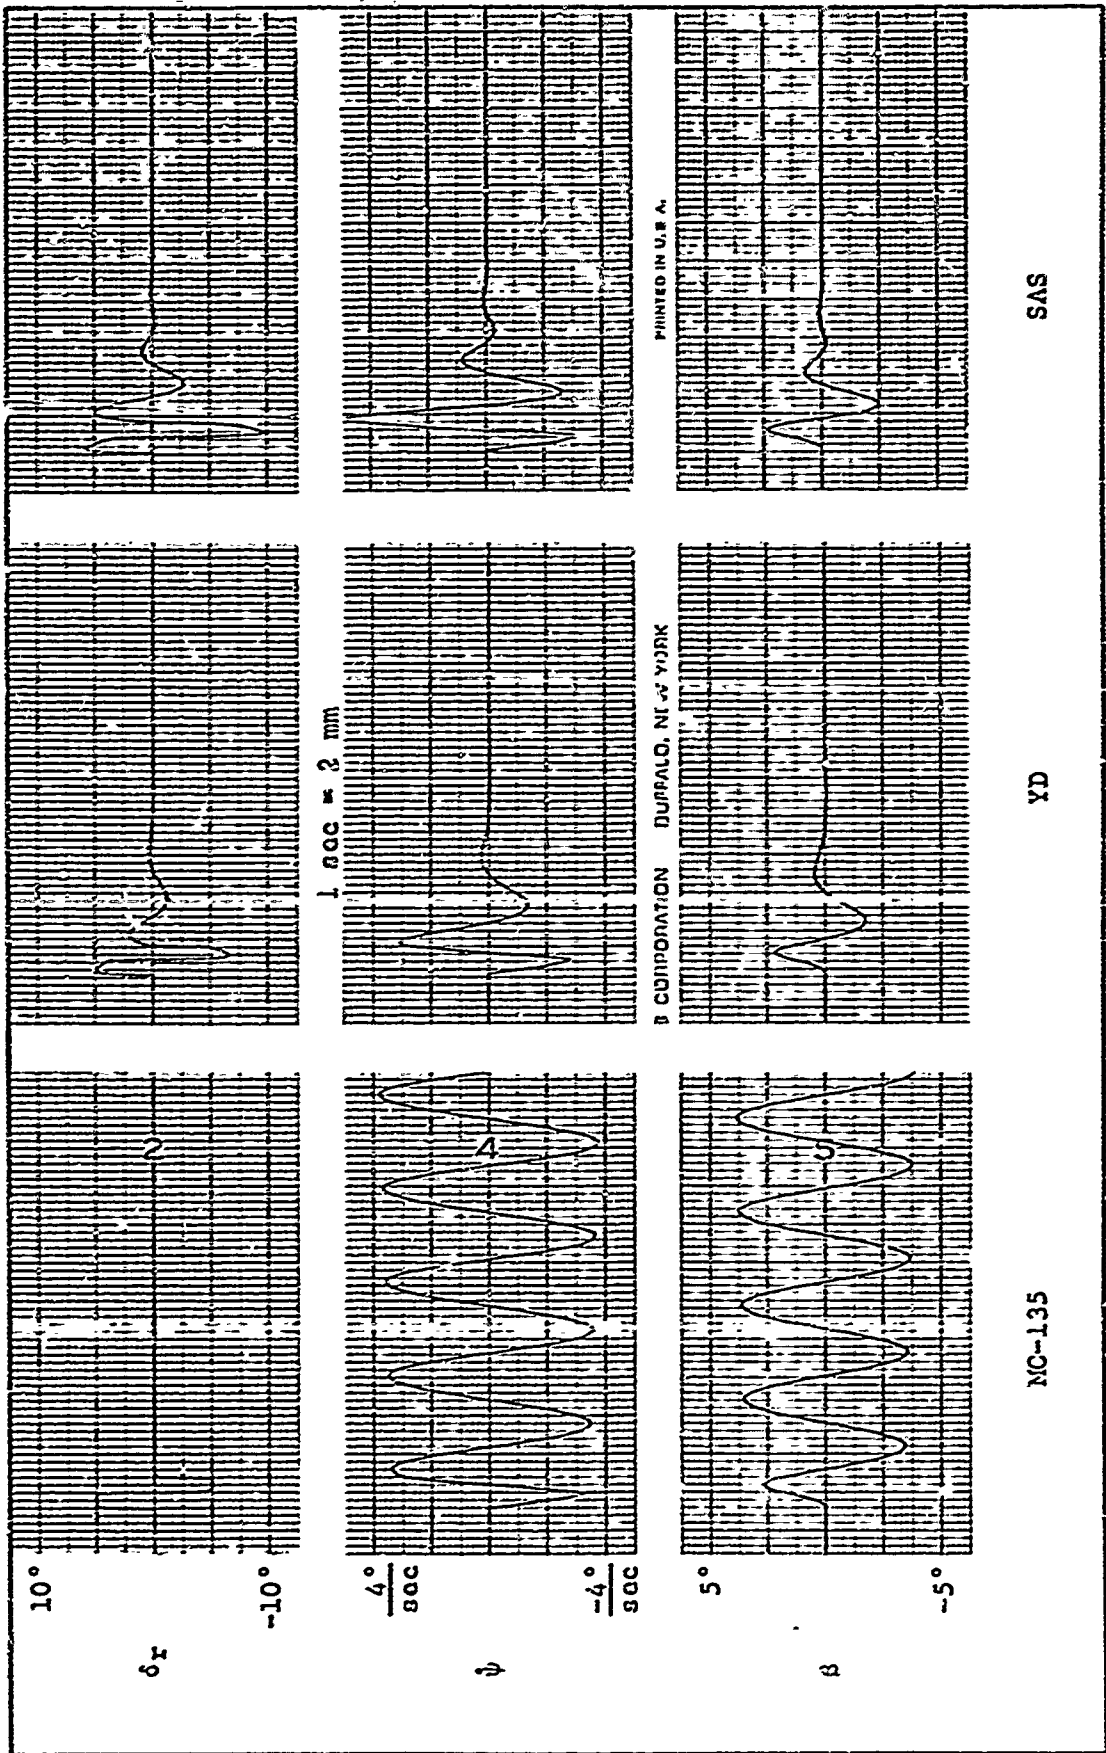 δr
10°
-10°
2
1 sec = 2 mm
ψ̇
4°
sec
-4°
sec
4
CORPORATION BUFFALO, NEW YORK
PRINTED IN U.S.A.
β
5°
-5°
5
NC-135
YD
SAS